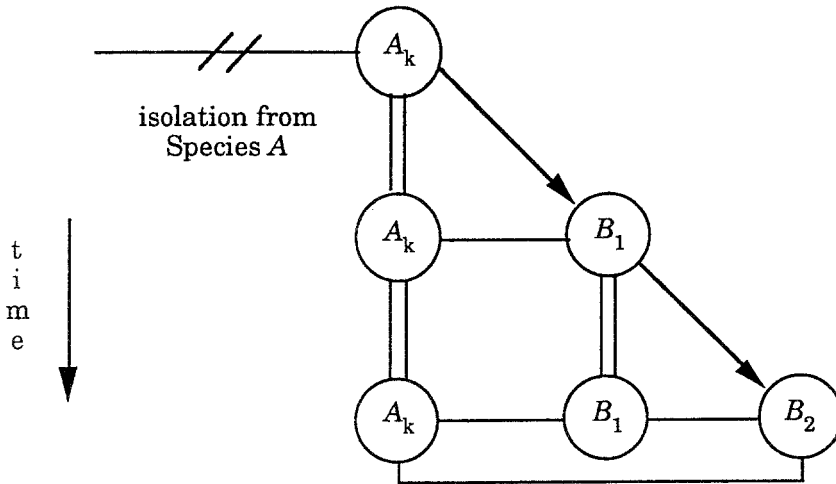 A_k
isolation from
Species A
A_k
B_1
t
i
m
e
A_k
B_1
B_2